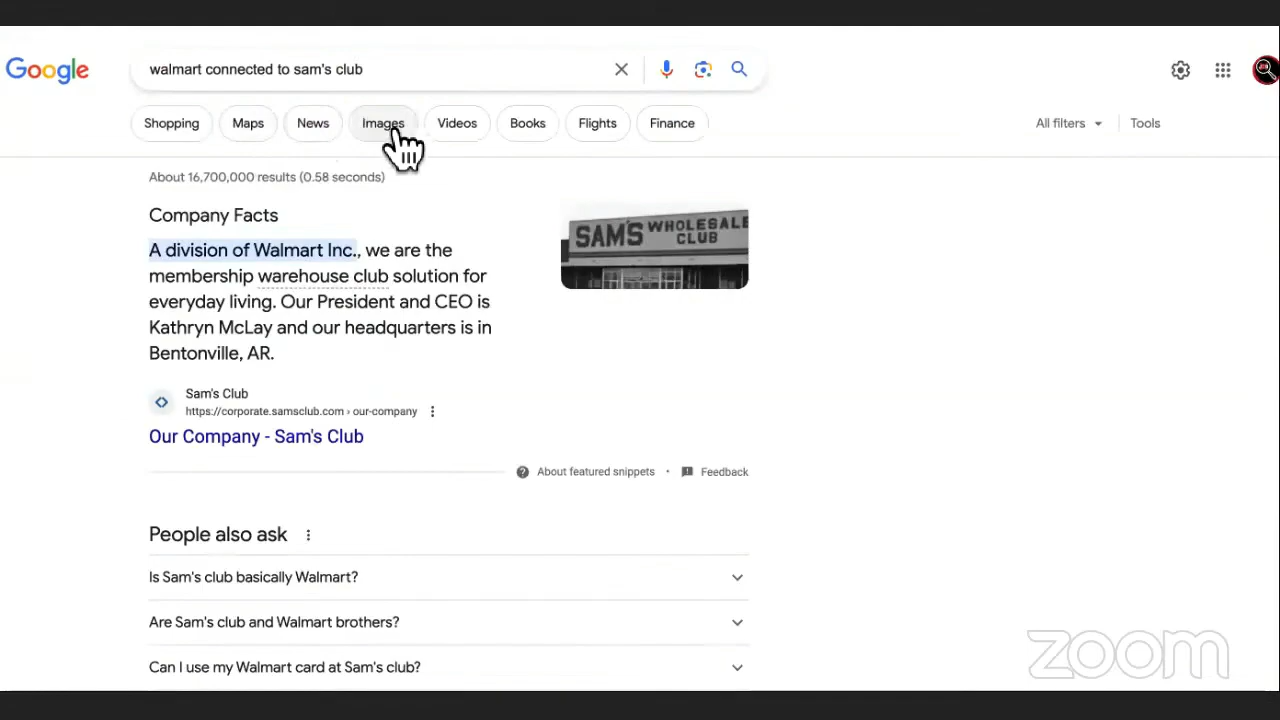 Google
walmart connected to sam's club
Shopping
Maps
News
Images
Videos
Books
Flights
Finance
All filters
Tools
About 16,700,000 results (0.58 seconds)
Company Facts
A division of Walmart Inc., we are the
membership warehouse club solution for
everyday living. Our President and CEO is
Kathryn McLay and our headquarters is in
Bentonville, AR.
SAM'S WHOLESALE
CLUB
Sam's Club
https://corporate.samsclub.com › our-company
Our Company - Sam's Club
About featured snippets • Feedback
People also ask
Is Sam's club basically Walmart?
Are Sam's club and Walmart brothers?
Can I use my Walmart card at Sam's club?
zoom